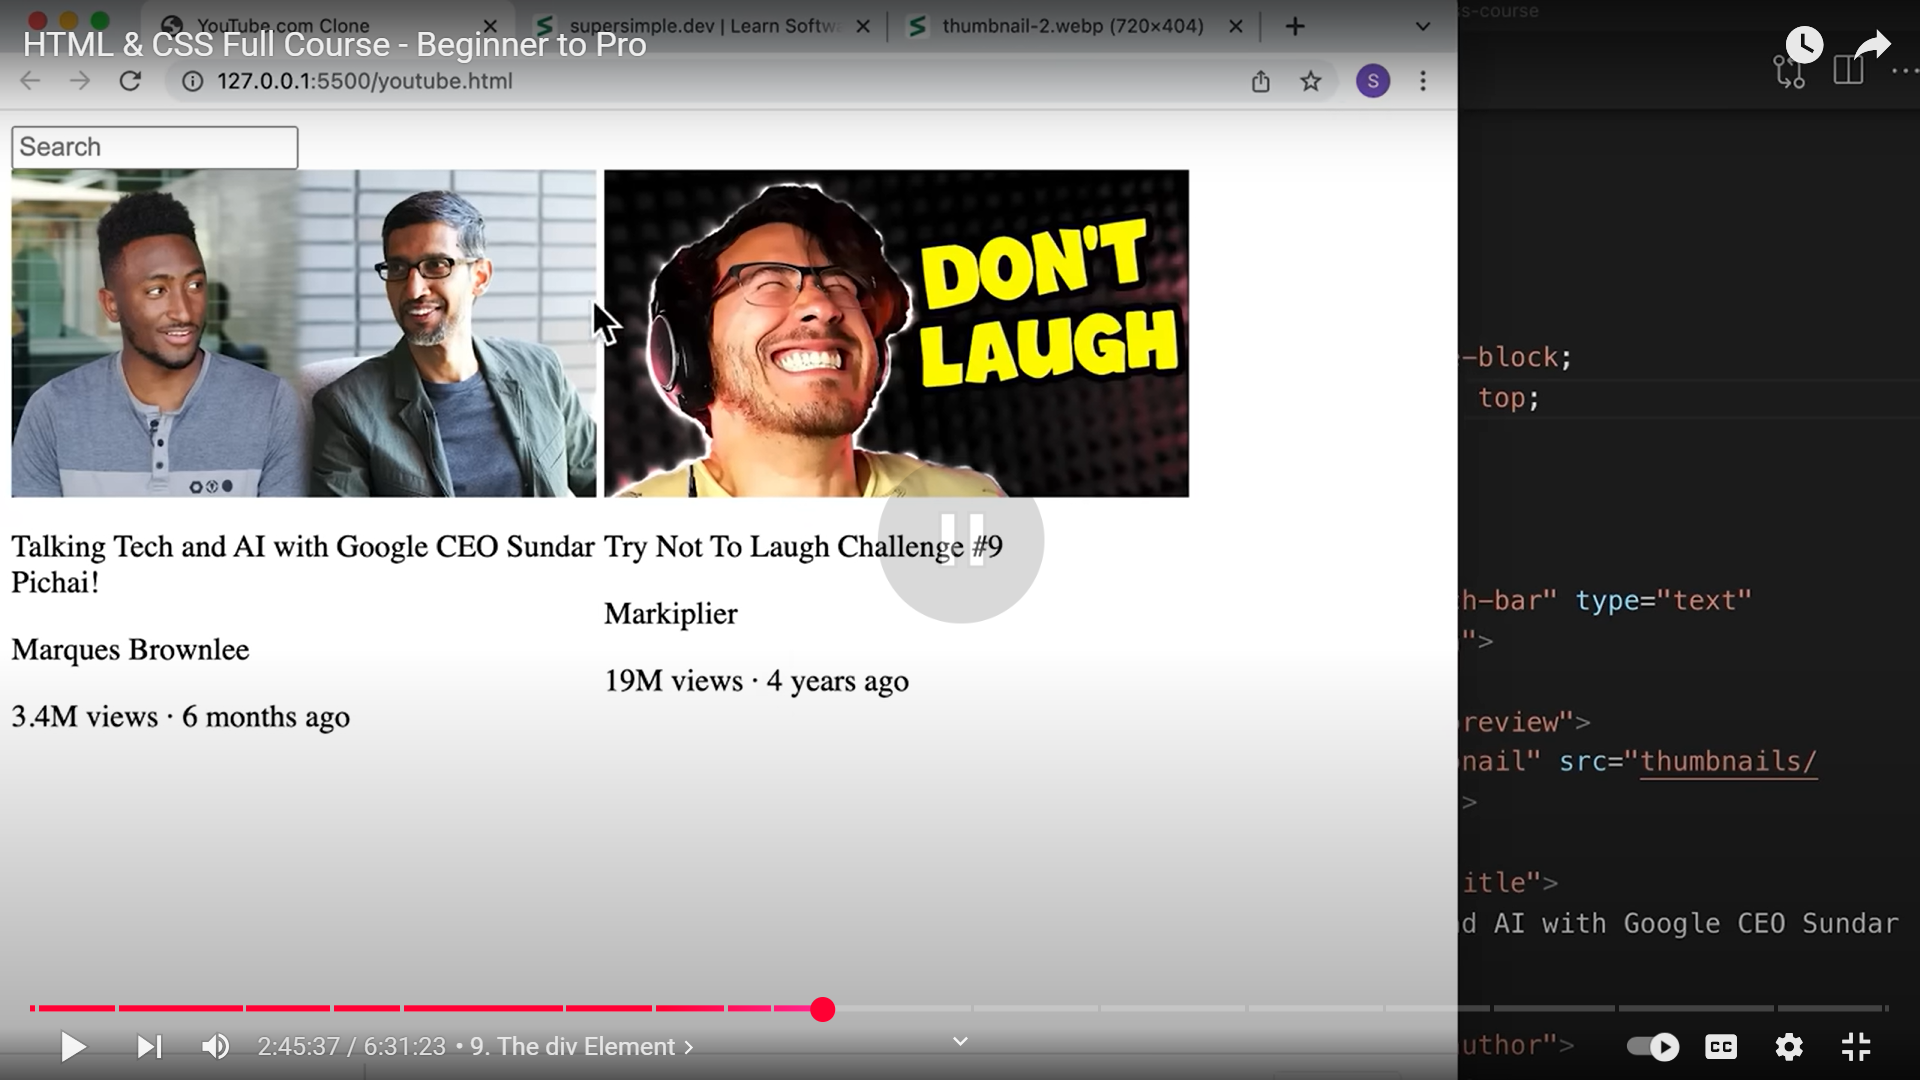 YouTube.com Clone
supersimple.dev | Learn Softw
thumbnail-2.webp (720×404)
ss-course
HTML & CSS Full Course - Beginner to Pro
127.0.0.1:5500/youtube.html
S
Search
DON'T
LAUGH
-block;
top;
Talking Tech and AI with Google CEO Sundar
Pichai!
Marques Brownlee
3.4M views · 6 months ago
Try Not To Laugh Challenge #9
Markiplier
19M views · 4 years ago
h-bar" type="text"
">
review">
nail" src="thumbnails/
>
itle">
d AI with Google CEO Sundar
uthor">
2:45:37 / 6:31:23 • 9. The div Element
CC